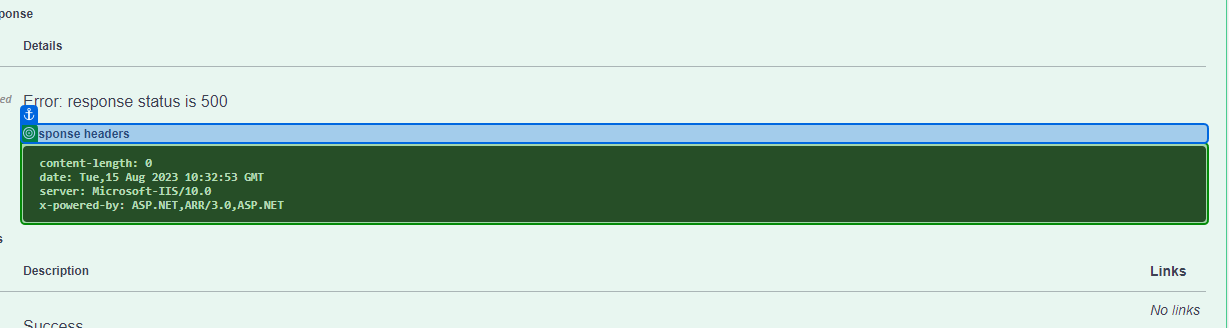 ponse
Details
ed
Error: response status is 500
sponse headers
content-length: 0
date: Tue,15 Aug 2023 10:32:53 GMT
server: Microsoft-IIS/10.0
x-powered-by: ASP.NET,ARR/3.0,ASP.NET
s
Description Links
No links
Success